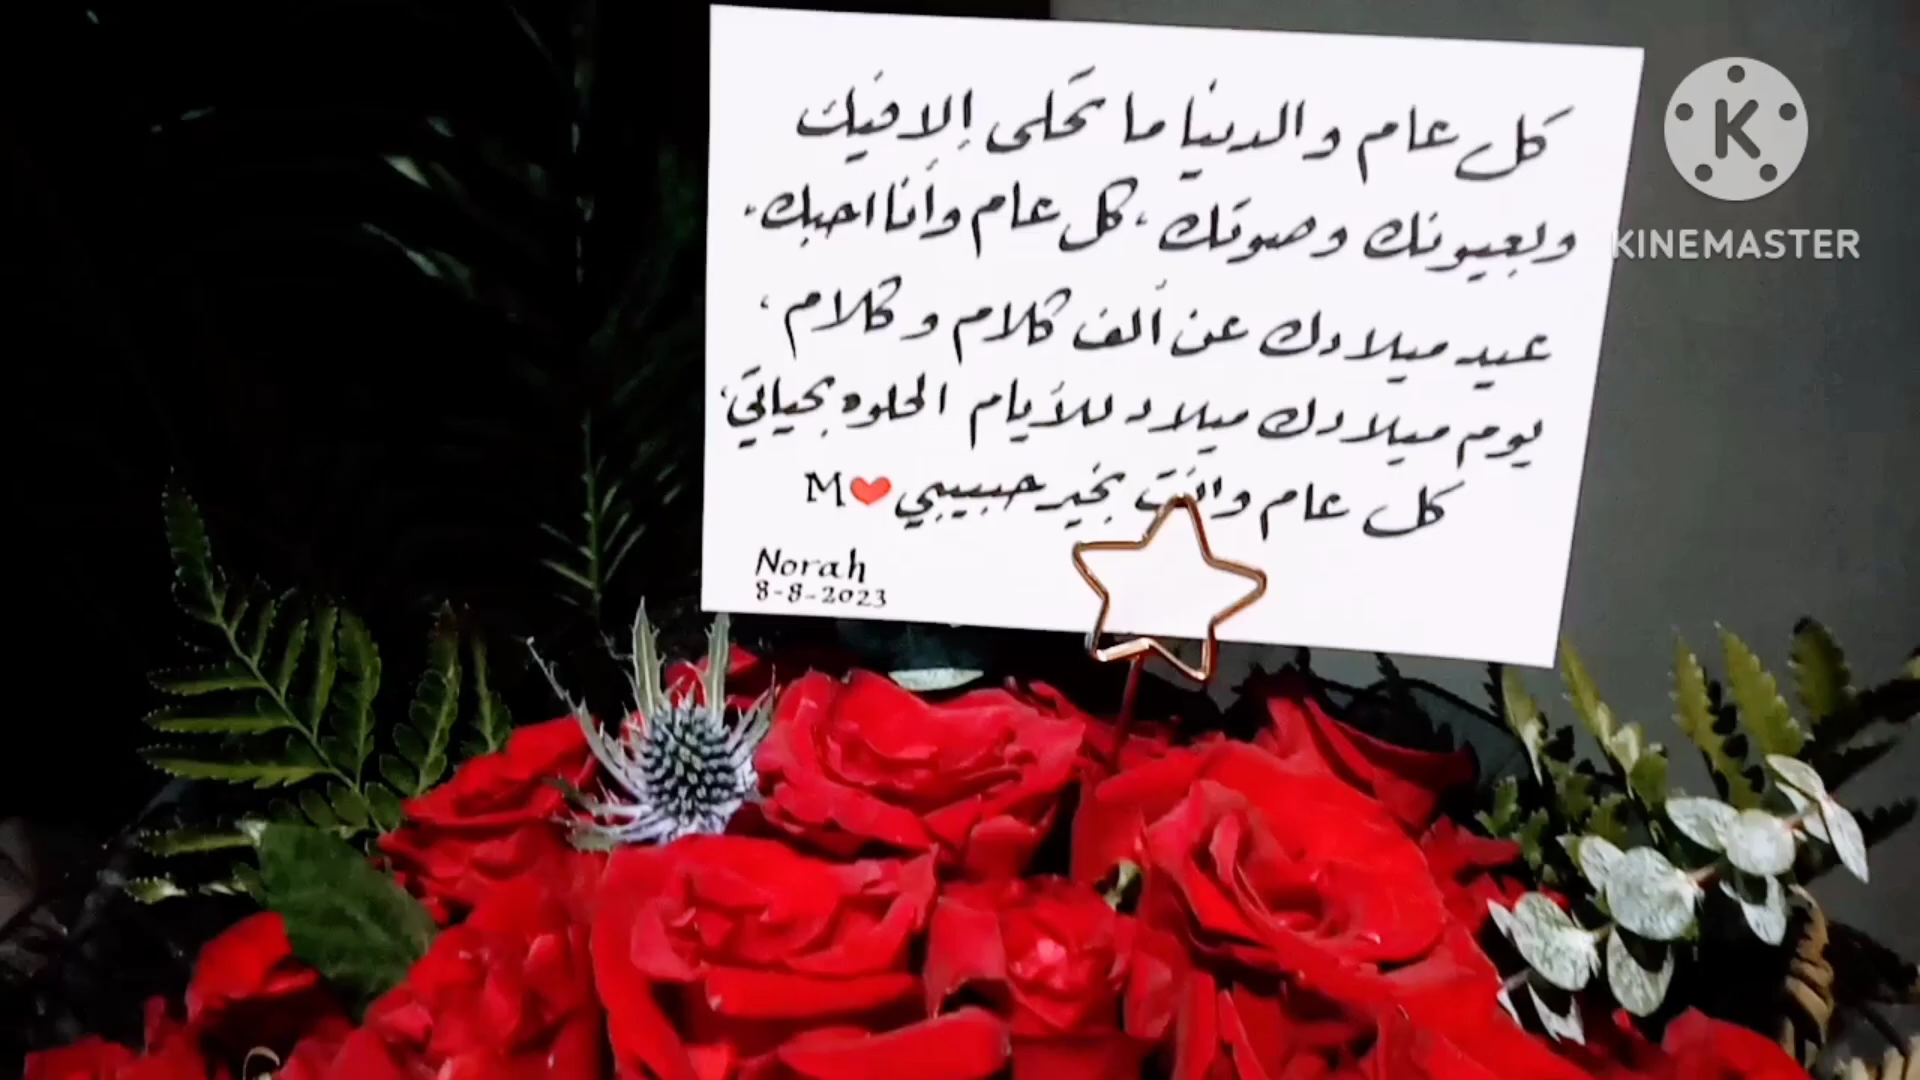 كل عام والدنيا ما تحلى إلا فيك
وبعيونك وصوتك، كل عام وأنا احبك.
عيد ميلادك عن ألف كلام وكلام،
يوم ميلادك ميلاد للأيام الحلوه بحياتي،
كل عام وانت بخير حبيبي❤M
Norah
8-8-2023
K
KINEMASTER